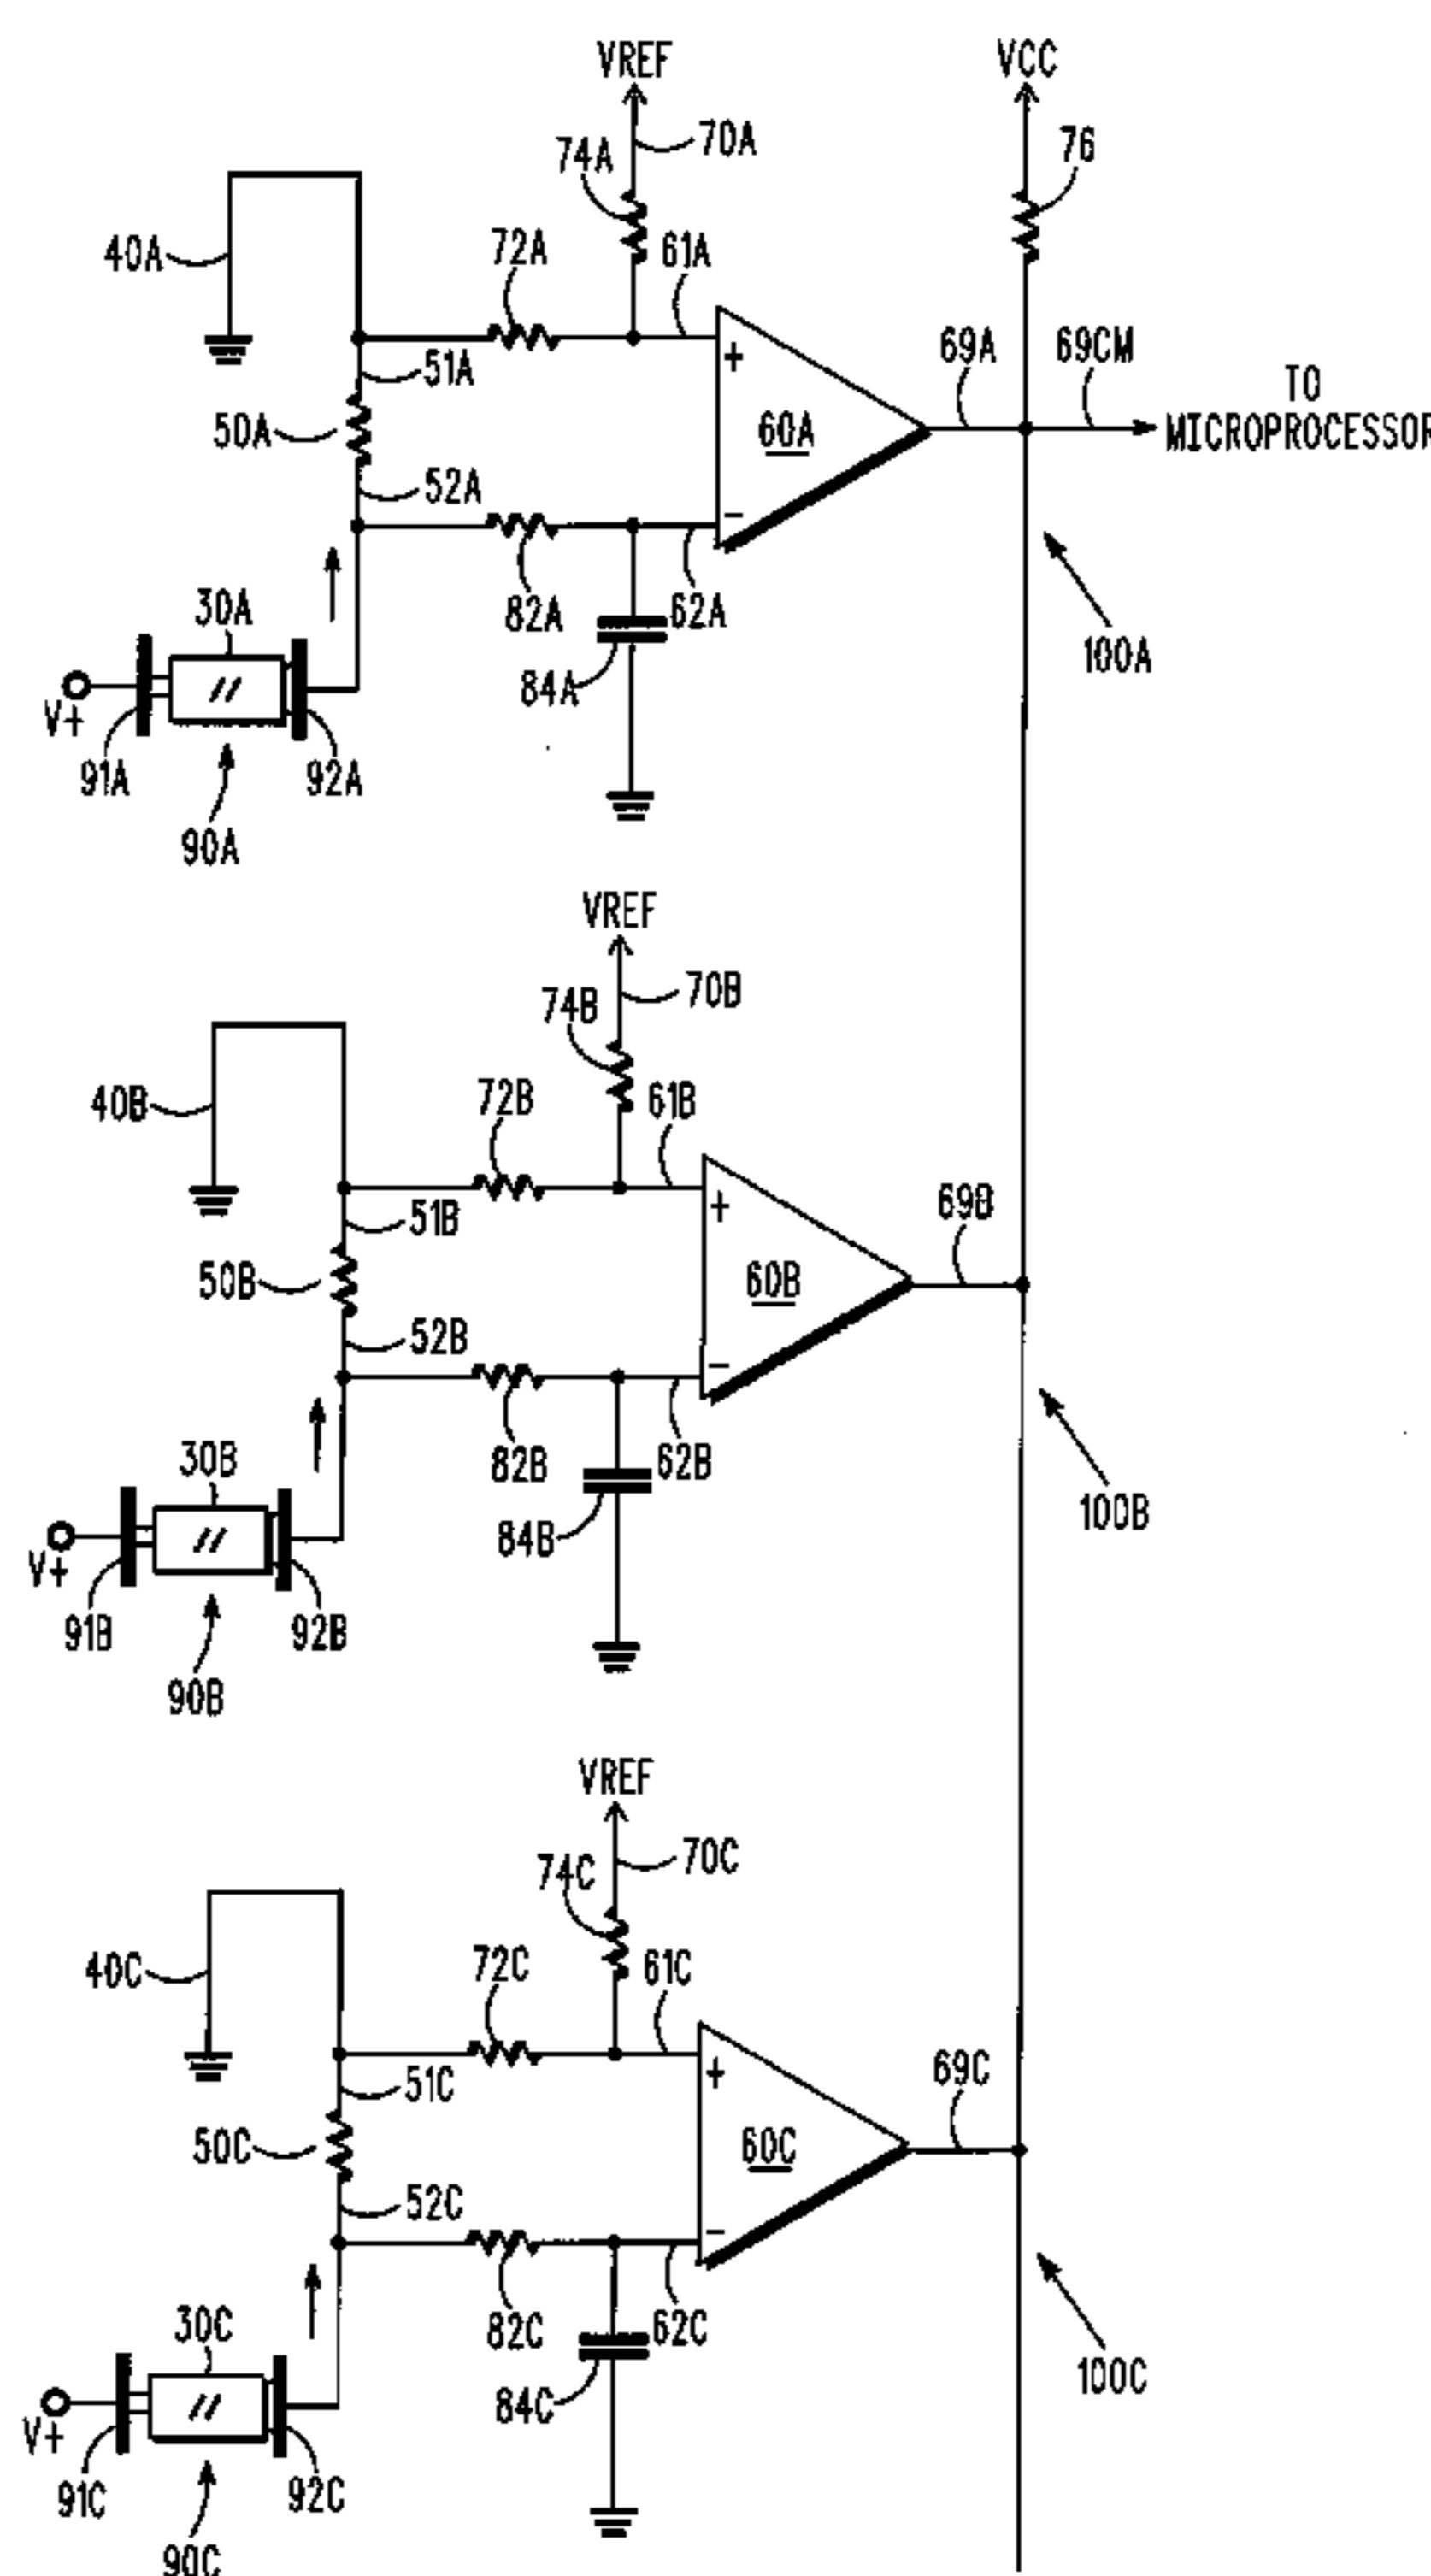 VREF
VCC
74A
70A
76
40A
72A
61A
51A
+
69A
69CM
TO
MICROPROCESSOR
50A
60A
52A
-
30A
82A
62A
100A
V+
84A
91A
92A
90A
VREF
74B
70B
40B
72B
61B
51B
+
69B
50B
60B
52B
-
30B
82B
62B
100B
V+
84B
91B
92B
90B
VREF
74C
70C
40C
72C
61C
51C
+
69C
50C
60C
52C
-
30C
82C
62C
100C
V+
84C
91C
92C
90C